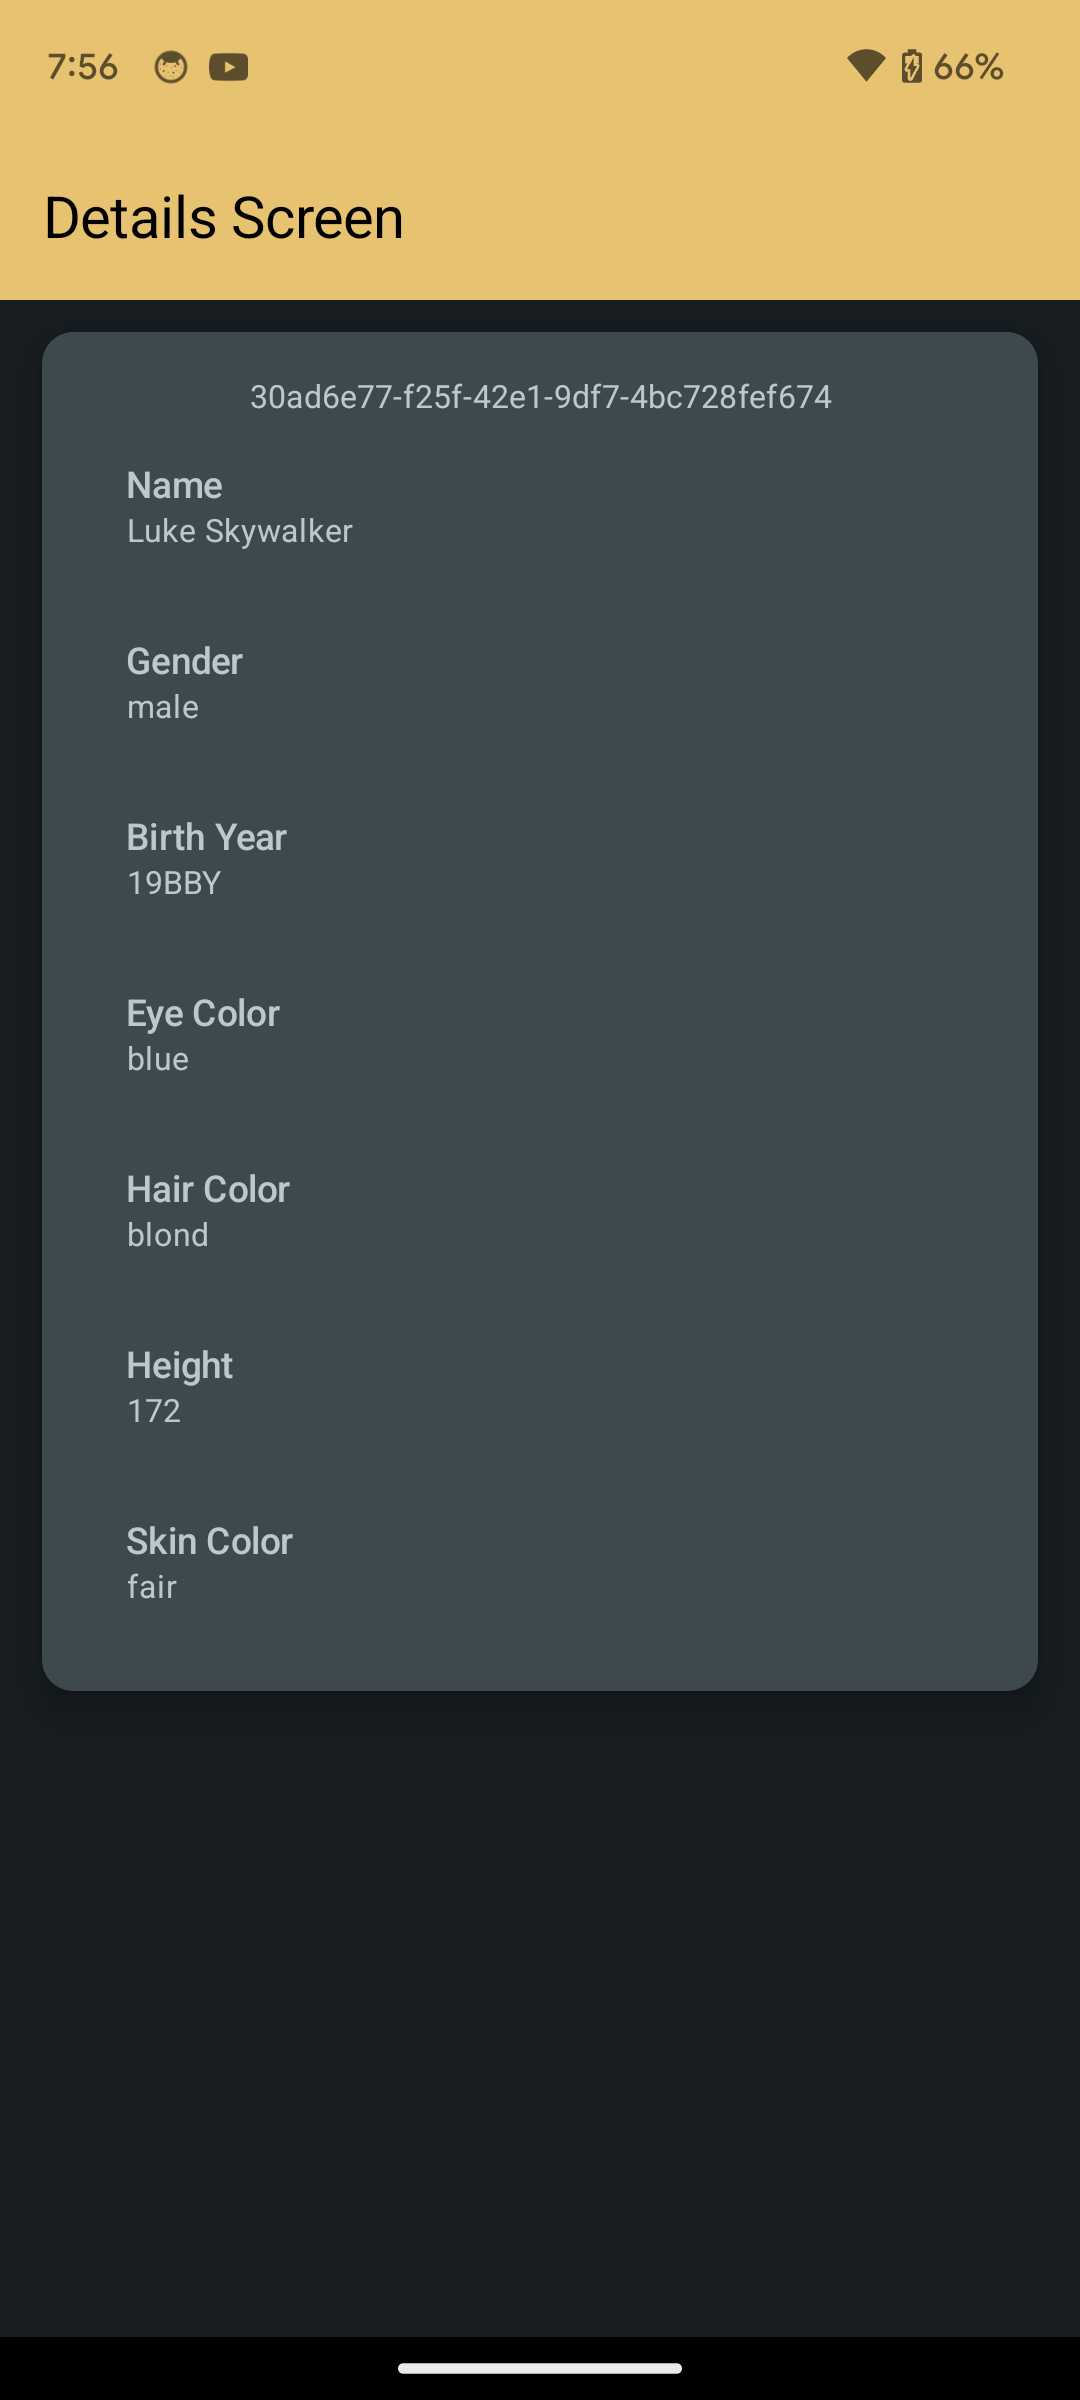 7:56 66%
Details Screen
30ad6e77-f25f-42e1-9df7-4bc728fef674
Name
Luke Skywalker
Gender
male
Birth Year
19BBY
Eye Color
blue
Hair Color
blond
Height
172
Skin Color
fair